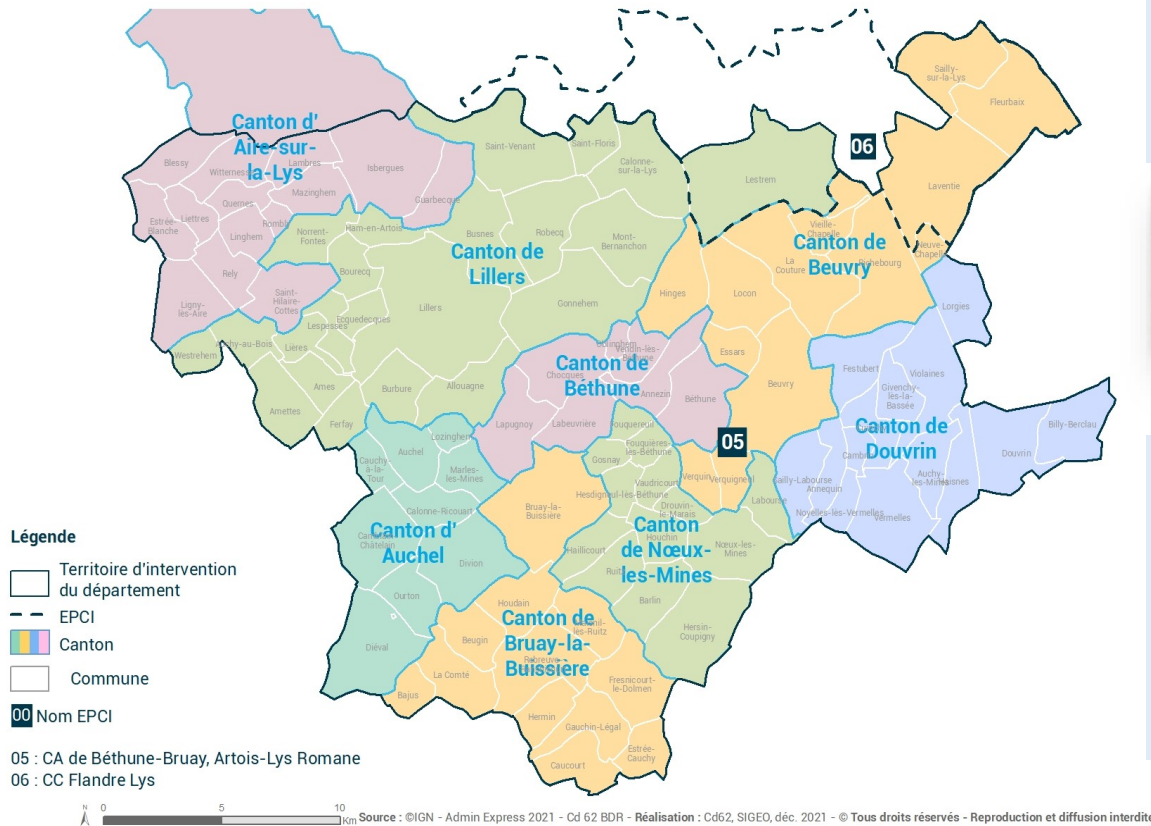 Sailly-
sur-la-Lys
Fleurbaix
Canton d'
Aire-sur-
la-Lys
Blessy
Witternesse
Lambres
Mazinghem
Isbergues
Guarbecque
Quernes
Estrée-
Blanche
Liettres
Linghem
Rombly
Rely
Ligny-
lès-Aire
Saint-
Hilaire-
Cottes
Norrent-
Fontes
Ham-en-Artois
Saint-Venant
Saint-Floris
Calonne-
sur-la-Lys
Lestrem
06
Laventie
Neuve-
Chapelle
Vieille-
Chapelle
Canton de
Beuvry
La
Couture
Richebourg
Busnes
Robecq
Mont-
Bernanchon
Canton de
Lillers
Bourecq
Lillers
Gonnehem
Hinges
Locon
Lorgies
Ecquedecques
Lespesses
Lières
Auchy-au-Bois
Westrehem
Ames
Amettes
Ferfay
Burbure
Allouagne
Canton de
Béthune
Chocques
Annezin
Béthune
Lapugnoy
Labeuvrière
Essars
Beuvry
Festubert
Violaines
Givenchy-
lès-la-
Bassée
Canton de
Douvrin
Billy-Berclau
Douvrin
Auchy-
les-Mines
Haisnes
Sailly-Labourse
Annequin
Noyelles-lès-Vermelles
Vermelles
05
Fouquereuil
Fouquières-
lès-Béthune
Gosnay
Vaudricourt
Hesdigneul-lès-Béthune
Verquin
Verquigneul
Labourse
Drouvin-
le-Marais
Houchin
Canton
de Nœux-
les-Mines
Nœux-les-
Mines
Haillicourt
Barlin
Hersin-
Coupigny
Lozinghem
Auchel
Cauchy-
à-la-
Tour
Marles-
les-Mines
Calonne-Ricouart
Canton d'
Auchel
Divion
Ourton
Diéval
Bruay-la-
Buissière
Houdain
Canton de
Bruay-la-
Buissière
Beugin
La Comté
Bajus
Fresnicourt-
le-Dolmen
Hermin
Gauchin-Légal
Estrée-
Cauchy
Caucourt
Légende
Territoire d'intervention
du département
EPCI
Canton
Commune
00 Nom EPCI
05 : CA de Béthune-Bruay, Artois-Lys Romane
06 : CC Flandre Lys
N 0 5 10 Km
Source : ©IGN - Admin Express 2021 - Cd 62 BDR - Réalisation : Cd62, SIGEO, déc. 2021 - © Tous droits réservés - Reproduction et diffusion interdite